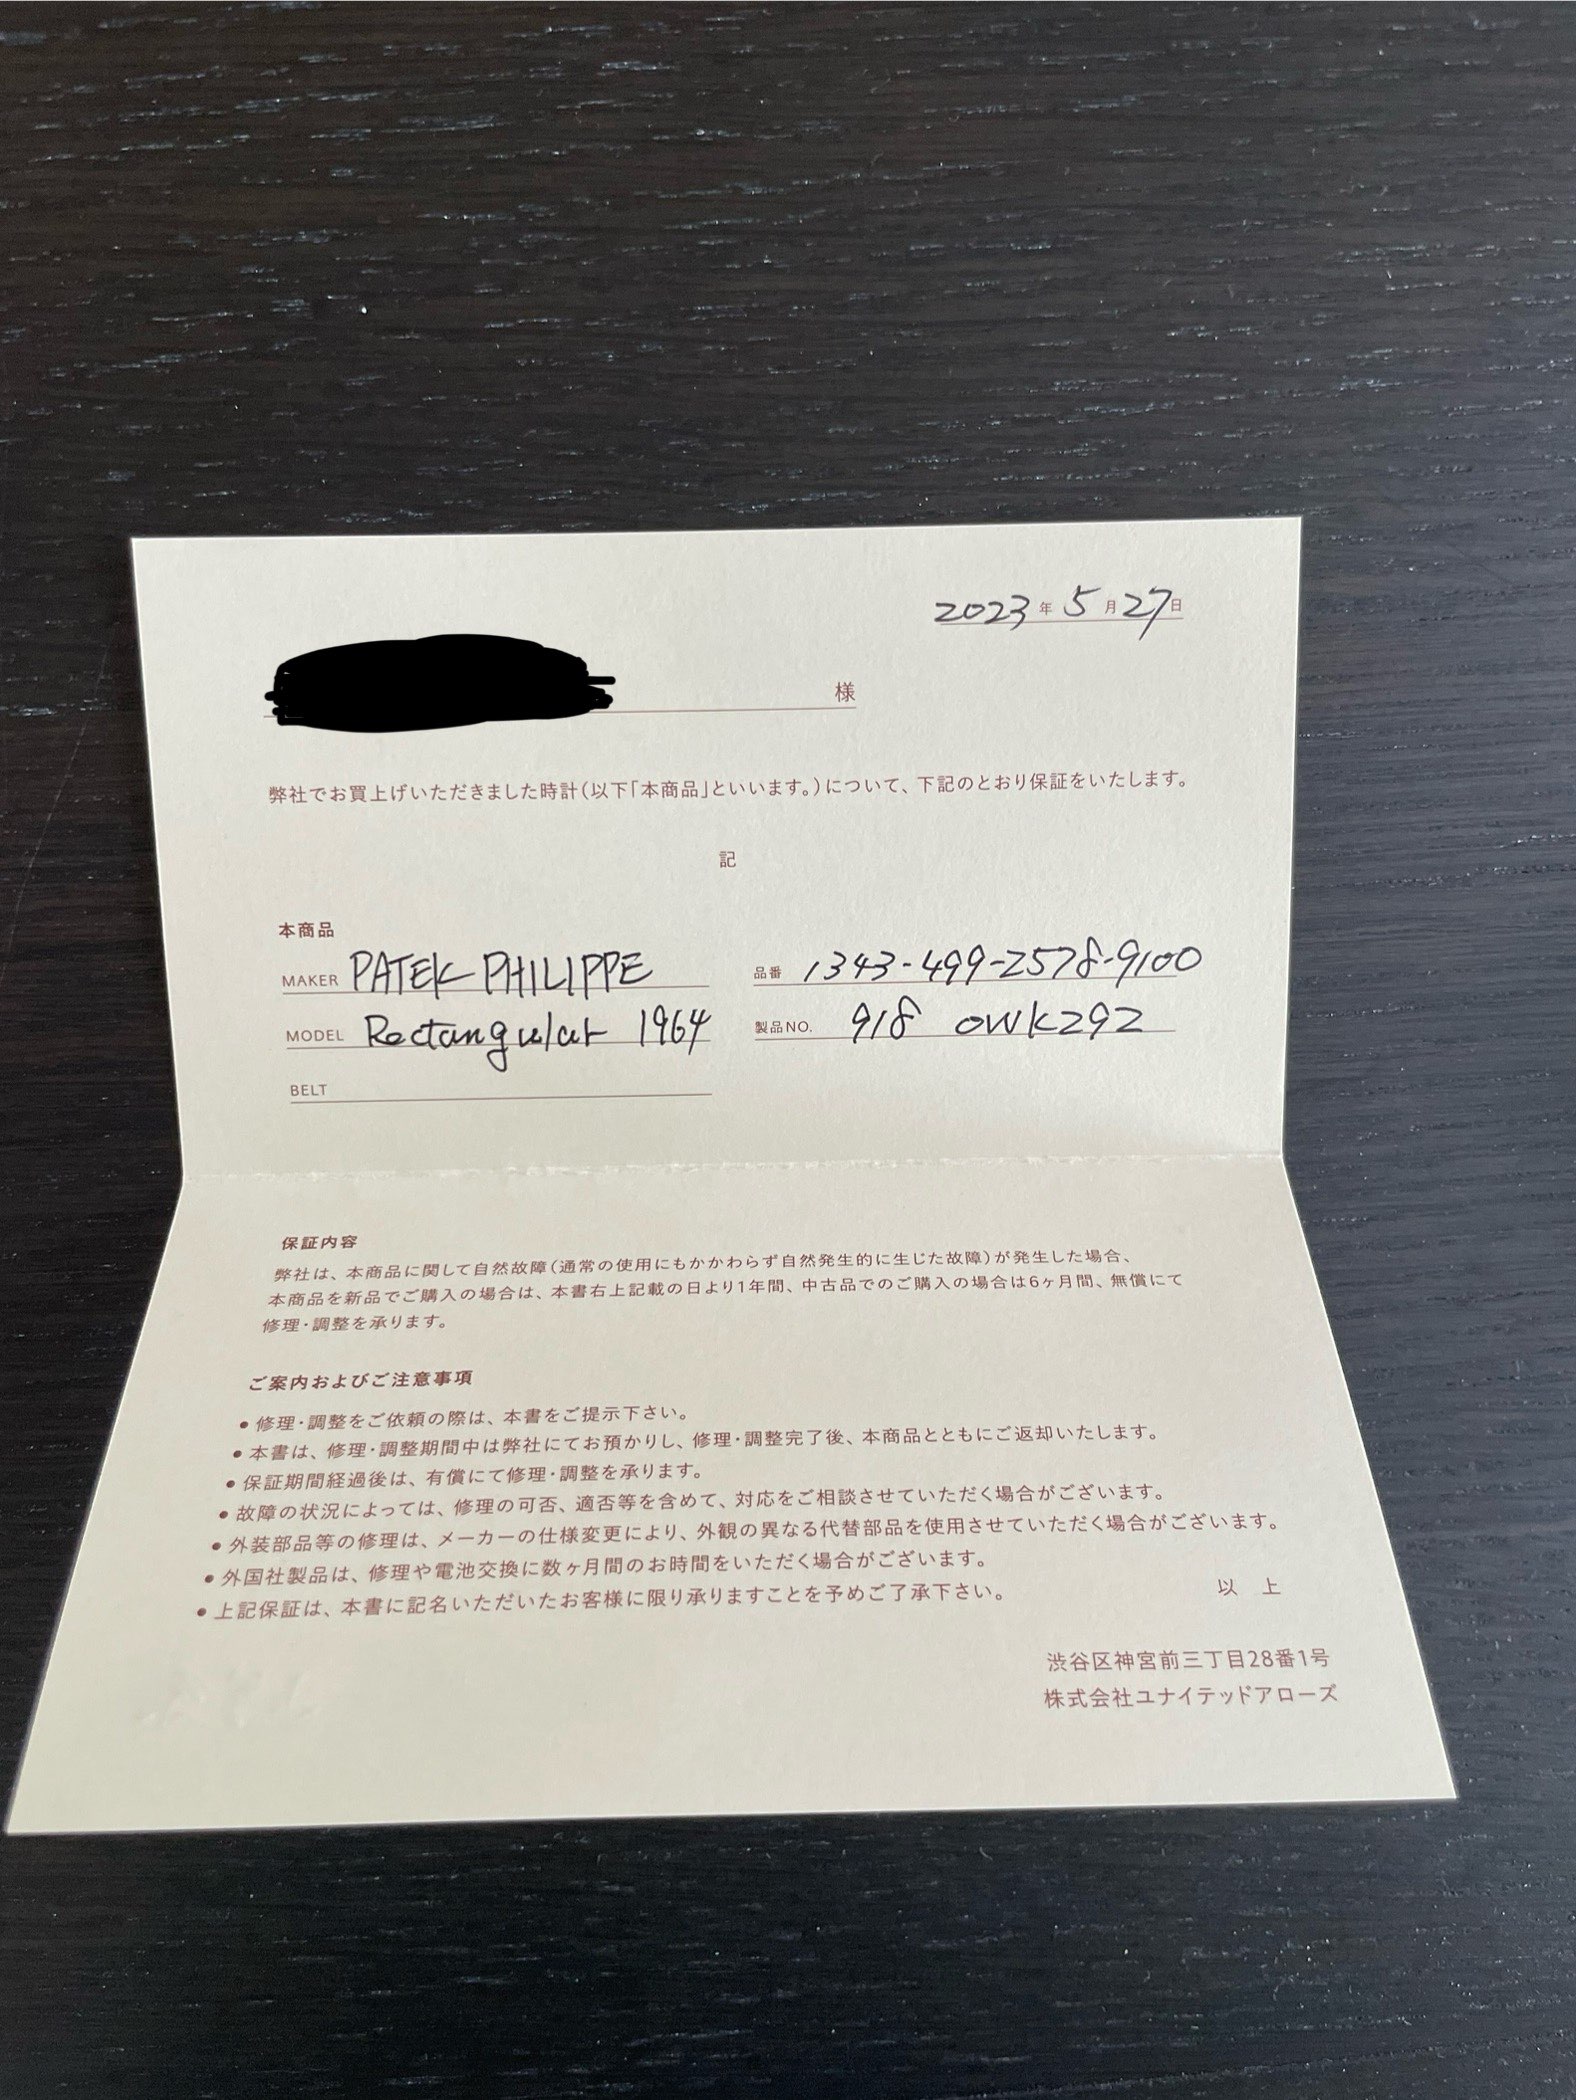 2023年5月27日
様
弊社でお買上げいただきました時計(以下「本商品」といいます。)について、下記のとおり保証をいたします。
記
本商品
MAKER PATEK PHILIPPE 品番 1343-499-2578-9100
MODEL Rectangular 1964 製品NO. 918 OWK292
BELT
保証内容
弊社は、本商品に関して自然故障(通常の使用にもかかわらず自然発生的に生じた故障)が発生した場合、
本商品を新品でご購入の場合は、本書右上記載の日より1年間、中古品でのご購入の場合は6ヶ月間、無償にて
修理・調整を承ります。
ご案内およびご注意事項
●修理・調整をご依頼の際は、本書をご提示下さい。
●本書は、修理・調整期間中は弊社にてお預かりし、修理・調整完了後、本商品とともにご返却いたします。
●保証期間経過後は、有償にて修理・調整を承ります。
●故障の状況によっては、修理の可否、適否等を含めて、対応をご相談させていただく場合がございます。
●外装部品等の修理は、メーカーの仕様変更により、外観の異なる代替部品を使用させていただく場合がございます。
●外国社製品は、修理や電池交換に数ヶ月間のお時間をいただく場合がございます。
●上記保証は、本書に記名いただいたお客様に限り承りますことを予めご了承下さい。
以 上
渋谷区神宮前三丁目28番1号
株式会社ユナイテッドアローズ